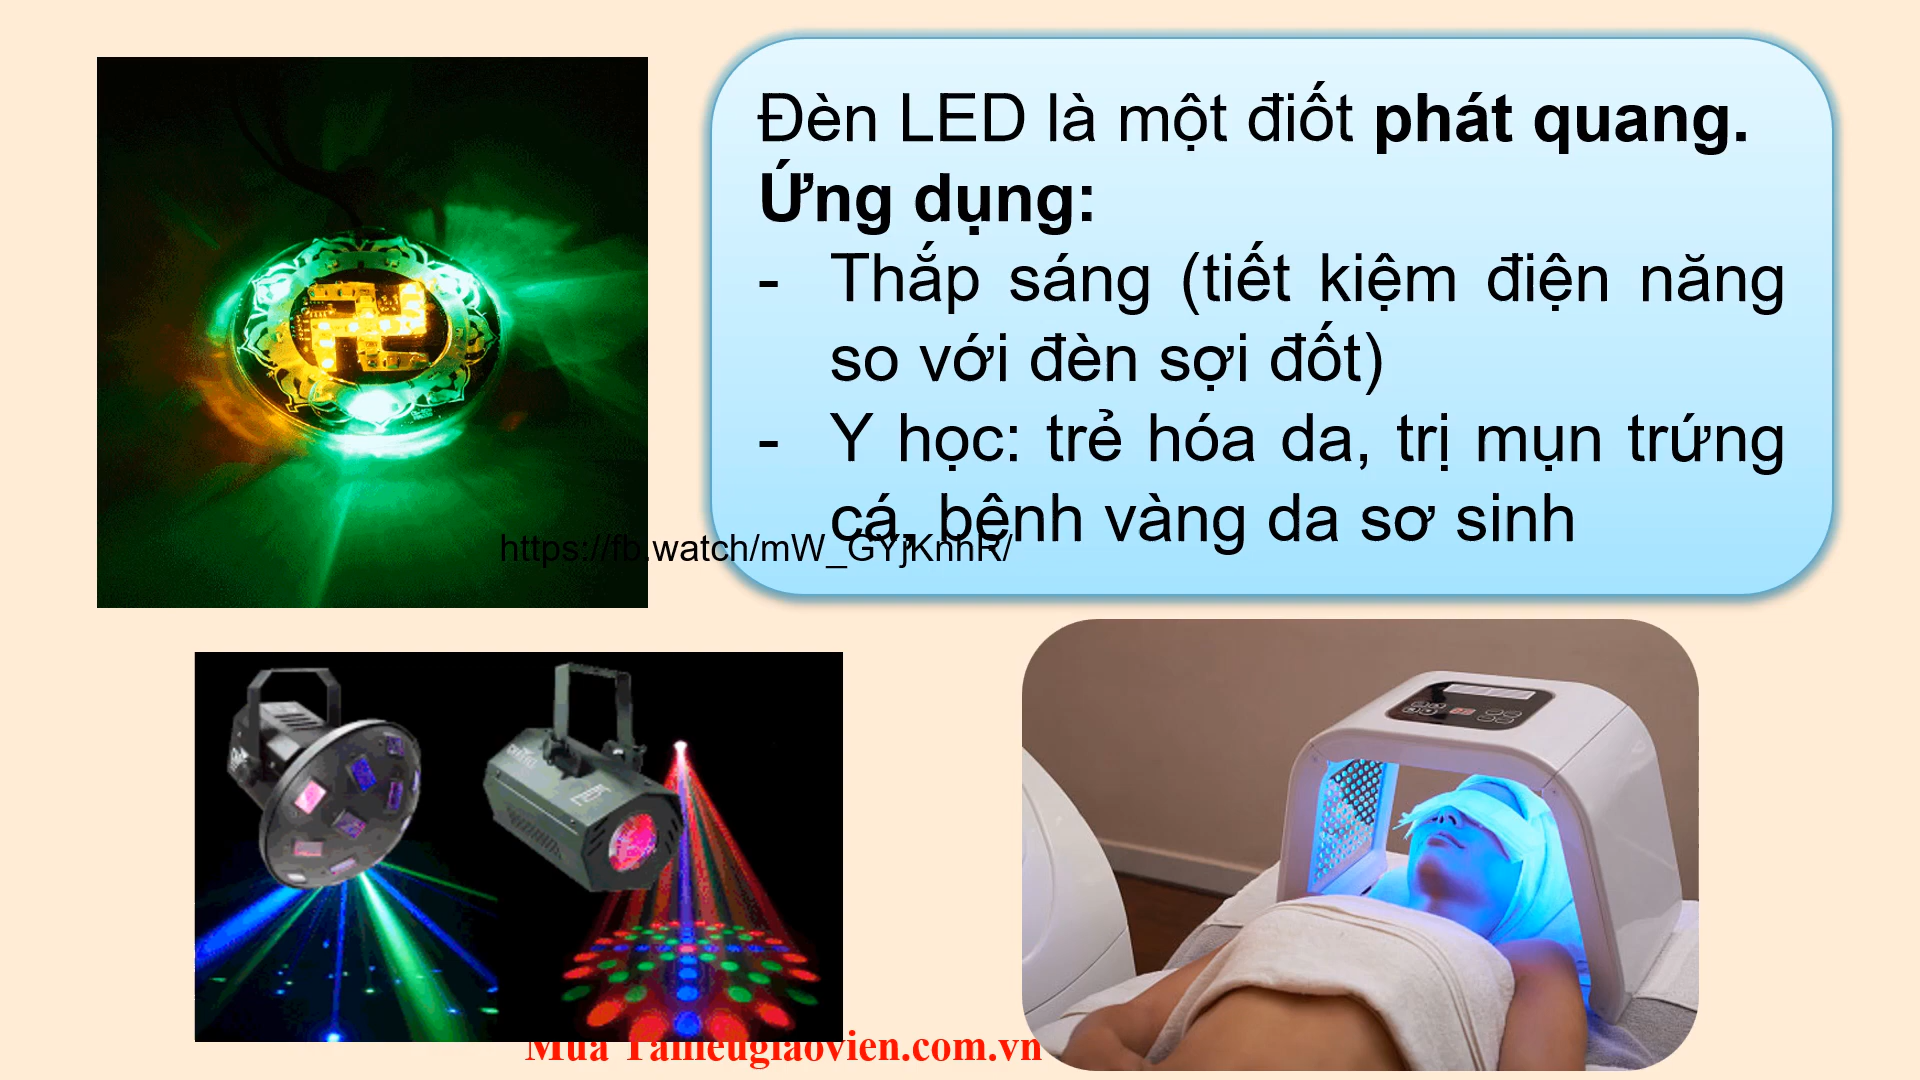 Đèn LED là một điốt phát quang.
Ứng dụng:
- Thắp sáng (tiết kiệm điện năng
so với đèn sợi đốt)
- Y học: trẻ hóa da, trị mụn trứng
cá, bệnh vàng da sơ sinh
https://fb.watch/mW_GYjKnnR/
Mua Tailieugiaovien.com.vn